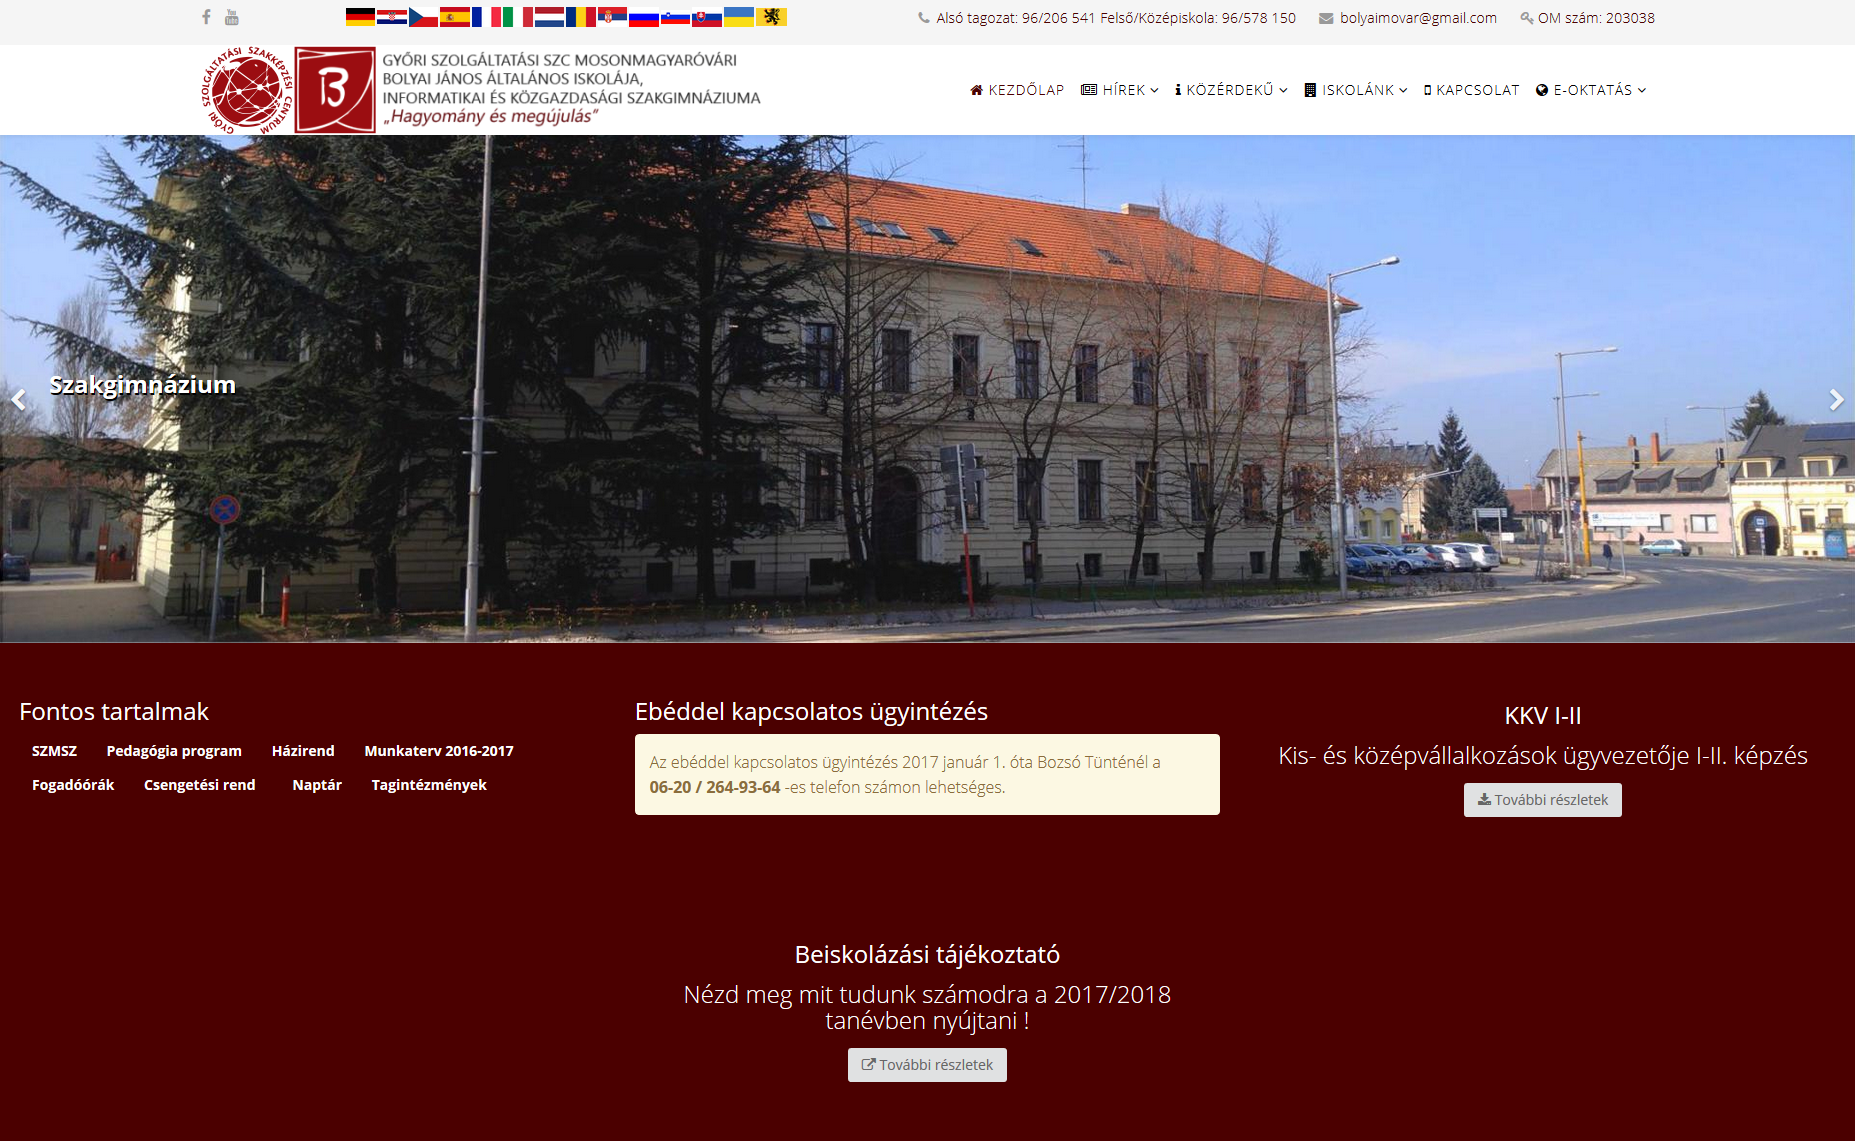 Alsó tagozat: 96/206 541 Felső/Középiskola: 96/578 150 bolyaimovar@gmail.com OM szám: 203038
GYŐRI SZOLGÁLTATÁSI SZAKKÉPZÉSI CENTRUM
GYŐRI SZOLGÁLTATÁSI SZC MOSONMAGYARÓVÁRI
BOLYAI JÁNOS ÁLTALÁNOS ISKOLÁJA,
INFORMATIKAI ÉS KÖZGAZDASÁGI SZAKGIMNÁZIUMA
„Hagyomány és megújulás”
KEZDŐLAP HÍREK KÖZÉRDEKŰ ISKOLÁNK KAPCSOLAT E-OKTATÁS
Szakgimnázium
Fontos tartalmak
SZMSZ Pedagógia program Házirend Munkaterv 2016-2017
Fogadóórák Csengetési rend Naptár Tagintézmények
Ebéddel kapcsolatos ügyintézés
Az ebéddel kapcsolatos ügyintézés 2017 január 1. óta Bozsó Tünténél a
06-20 / 264-93-64 -es telefon számon lehetséges.
KKV I-II
Kis- és középvállalkozások ügyvezetője I-II. képzés
További részletek
Beiskolázási tájékoztató
Nézd meg mit tudunk számodra a 2017/2018
tanévben nyújtani !
További részletek